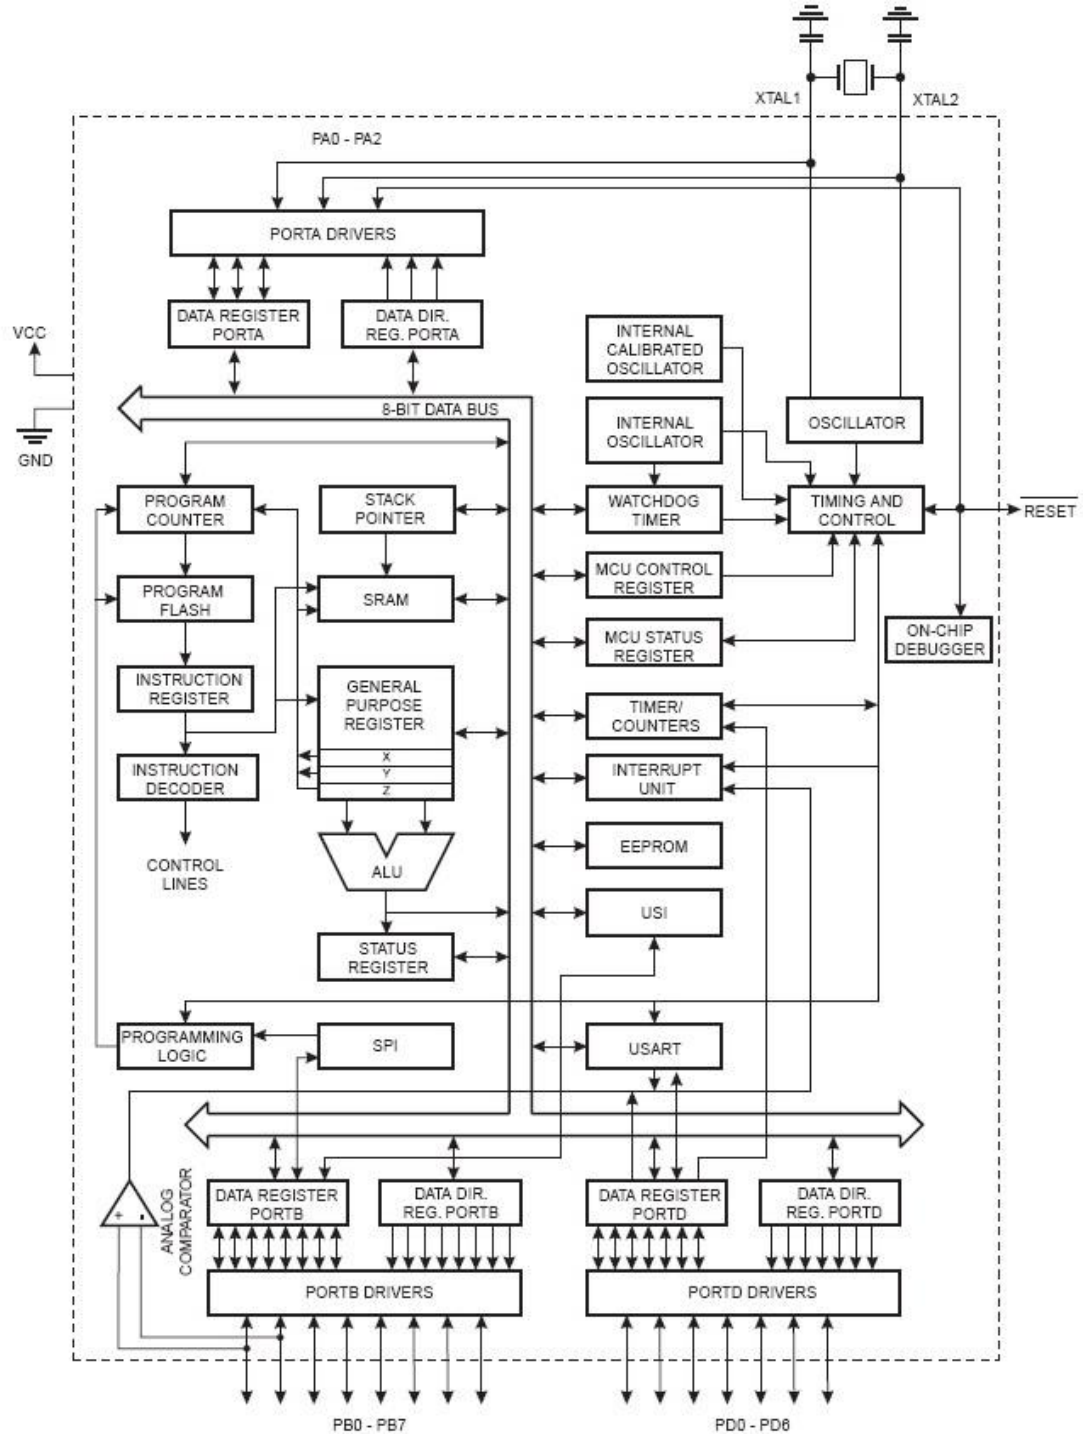 XTAL1
XTAL2
PA0 - PA2
PORTA DRIVERS
DATA REGISTER
PORTA
DATA DIR.
REG. PORTA
VCC
GND
8-BIT DATA BUS
INTERNAL
CALIBRATED
OSCILLATOR
INTERNAL
OSCILLATOR
OSCILLATOR
PROGRAM
COUNTER
STACK
POINTER
WATCHDOG
TIMER
TIMING AND
CONTROL
RESET
PROGRAM
FLASH
SRAM
MCU CONTROL
REGISTER
MCU STATUS
REGISTER
ON-CHIP
DEBUGGER
INSTRUCTION
REGISTER
GENERAL
PURPOSE
REGISTER
X
Y
Z
TIMER/
COUNTERS
INSTRUCTION
DECODER
INTERRUPT
UNIT
CONTROL
LINES
ALU
EEPROM
USI
STATUS
REGISTER
PROGRAMMING
LOGIC
SPI
USART
ANALOG
COMPARATOR
+
-
DATA REGISTER
PORTB
DATA DIR.
REG. PORTB
DATA REGISTER
PORTD
DATA DIR.
REG. PORTD
PORTB DRIVERS
PORTD DRIVERS
PB0 - PB7
PD0 - PD6